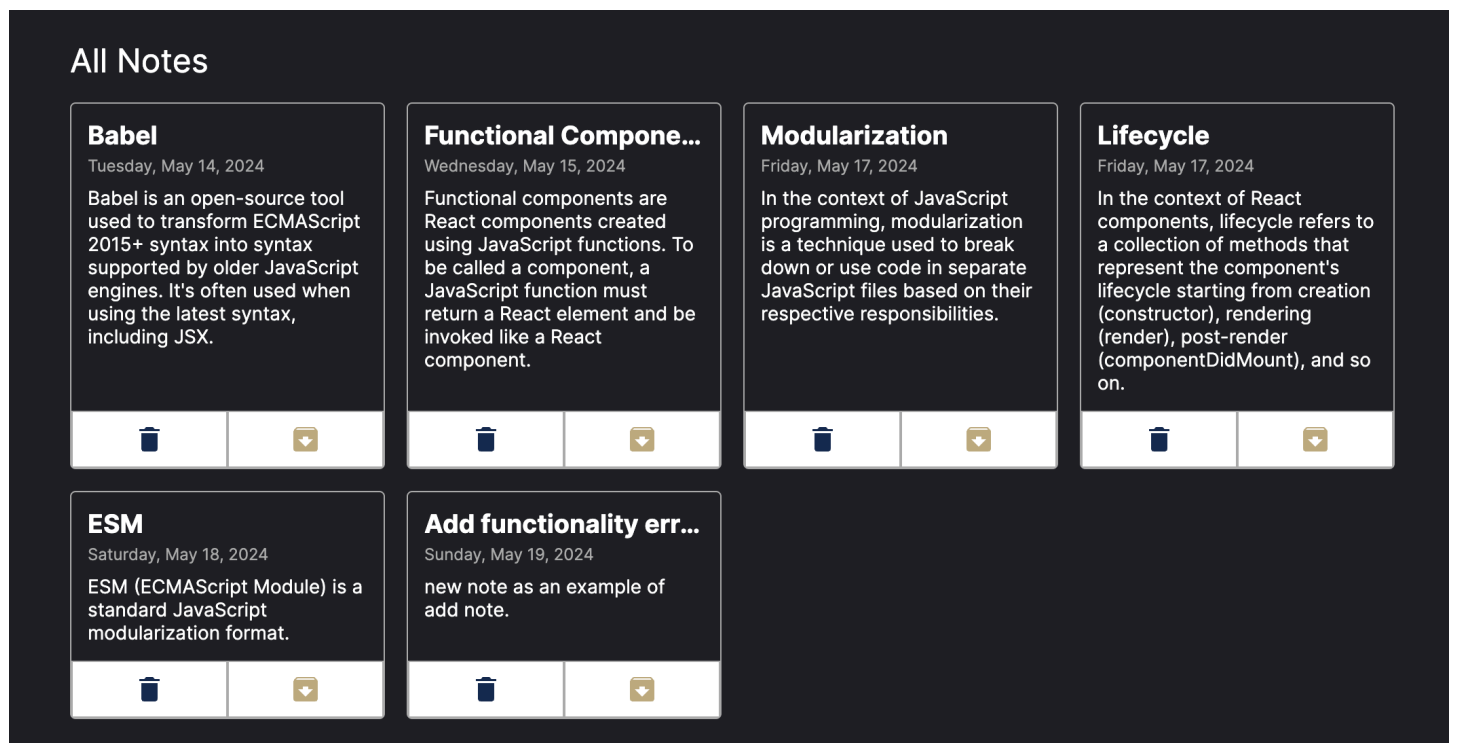 All Notes
Babel
Tuesday, May 14, 2024
Babel is an open-source tool
used to transform ECMAScript
2015+ syntax into syntax
supported by older JavaScript
engines. It's often used when
using the latest syntax,
including JSX.
Functional Compone...
Wednesday, May 15, 2024
Functional components are
React components created
using JavaScript functions. To
be called a component, a
JavaScript function must
return a React element and be
invoked like a React
component.
Modularization
Friday, May 17, 2024
In the context of JavaScript
programming, modularization
is a technique used to break
down or use code in separate
JavaScript files based on their
respective responsibilities.
Lifecycle
Friday, May 17, 2024
In the context of React
components, lifecycle refers to
a collection of methods that
represent the component's
lifecycle starting from creation
(constructor), rendering
(render), post-render
(componentDidMount), and so
on.
ESM
Saturday, May 18, 2024
ESM (ECMAScript Module) is a
standard JavaScript
modularization format.
Add functionality err...
Sunday, May 19, 2024
new note as an example of
add note.